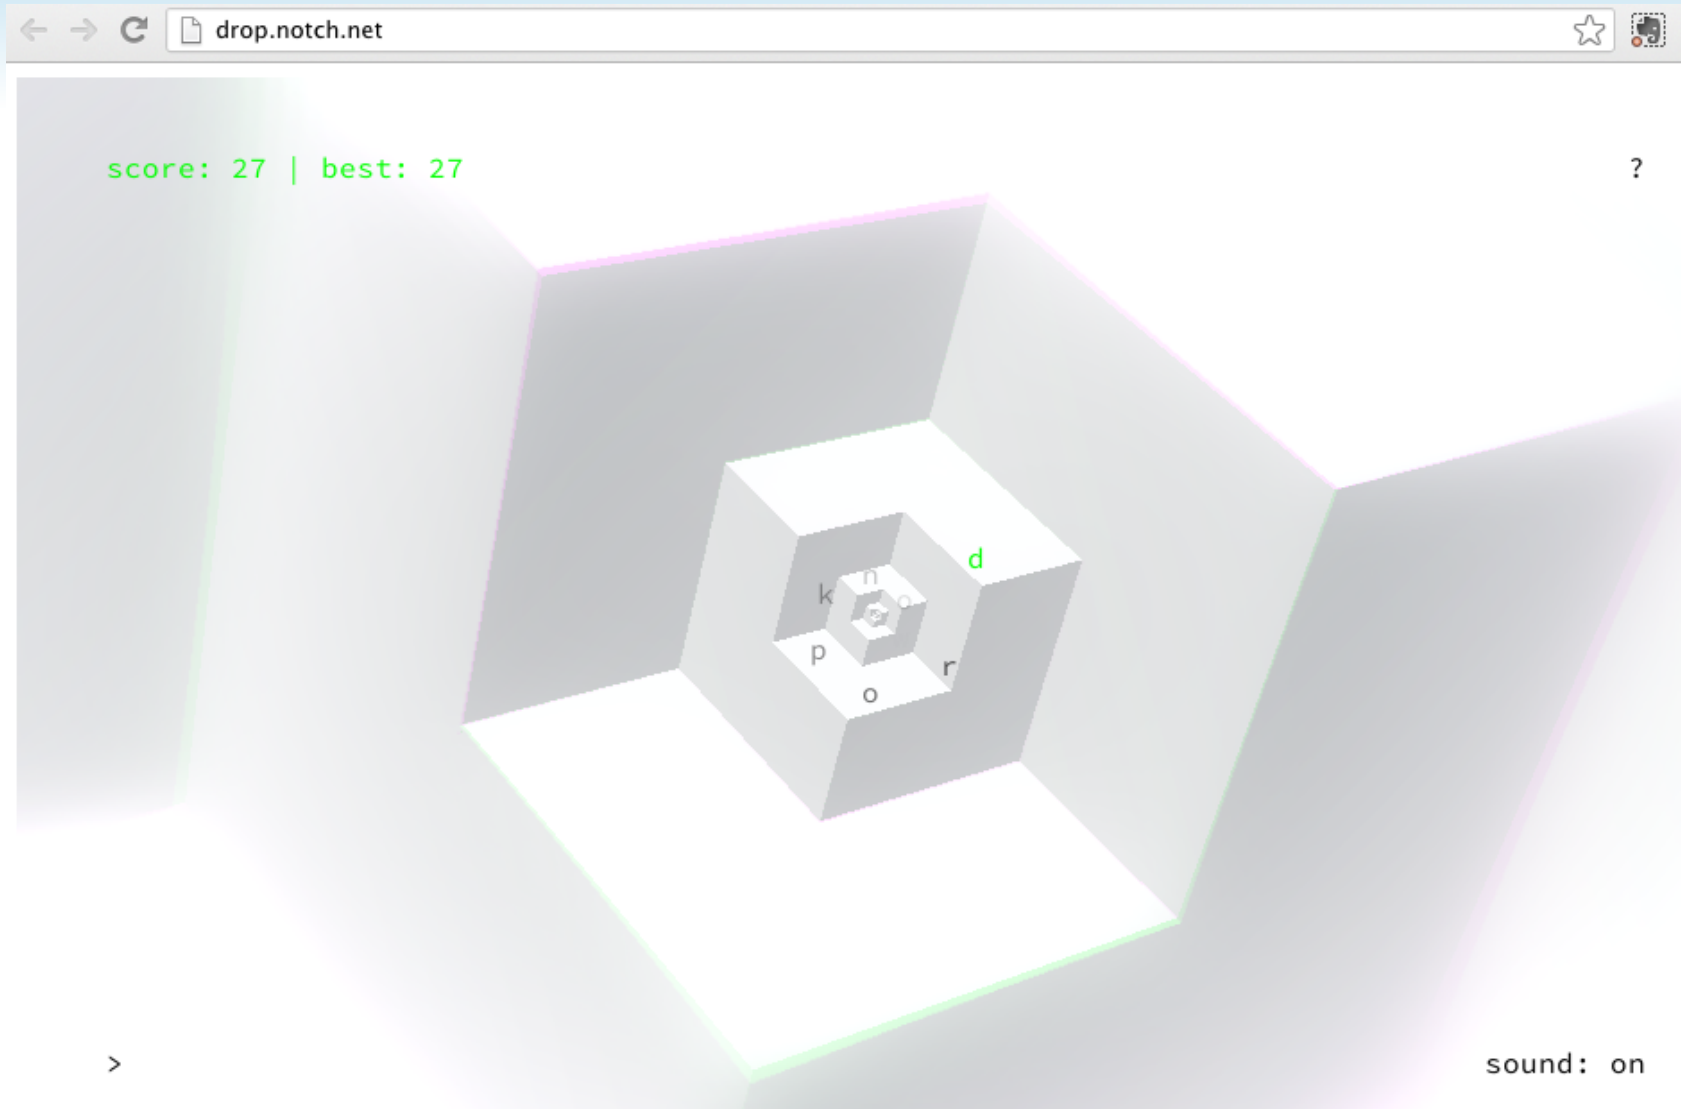 drop.notch.net
score: 27 | best: 27
?
d
r
o
p
k
n
o
>
sound: on